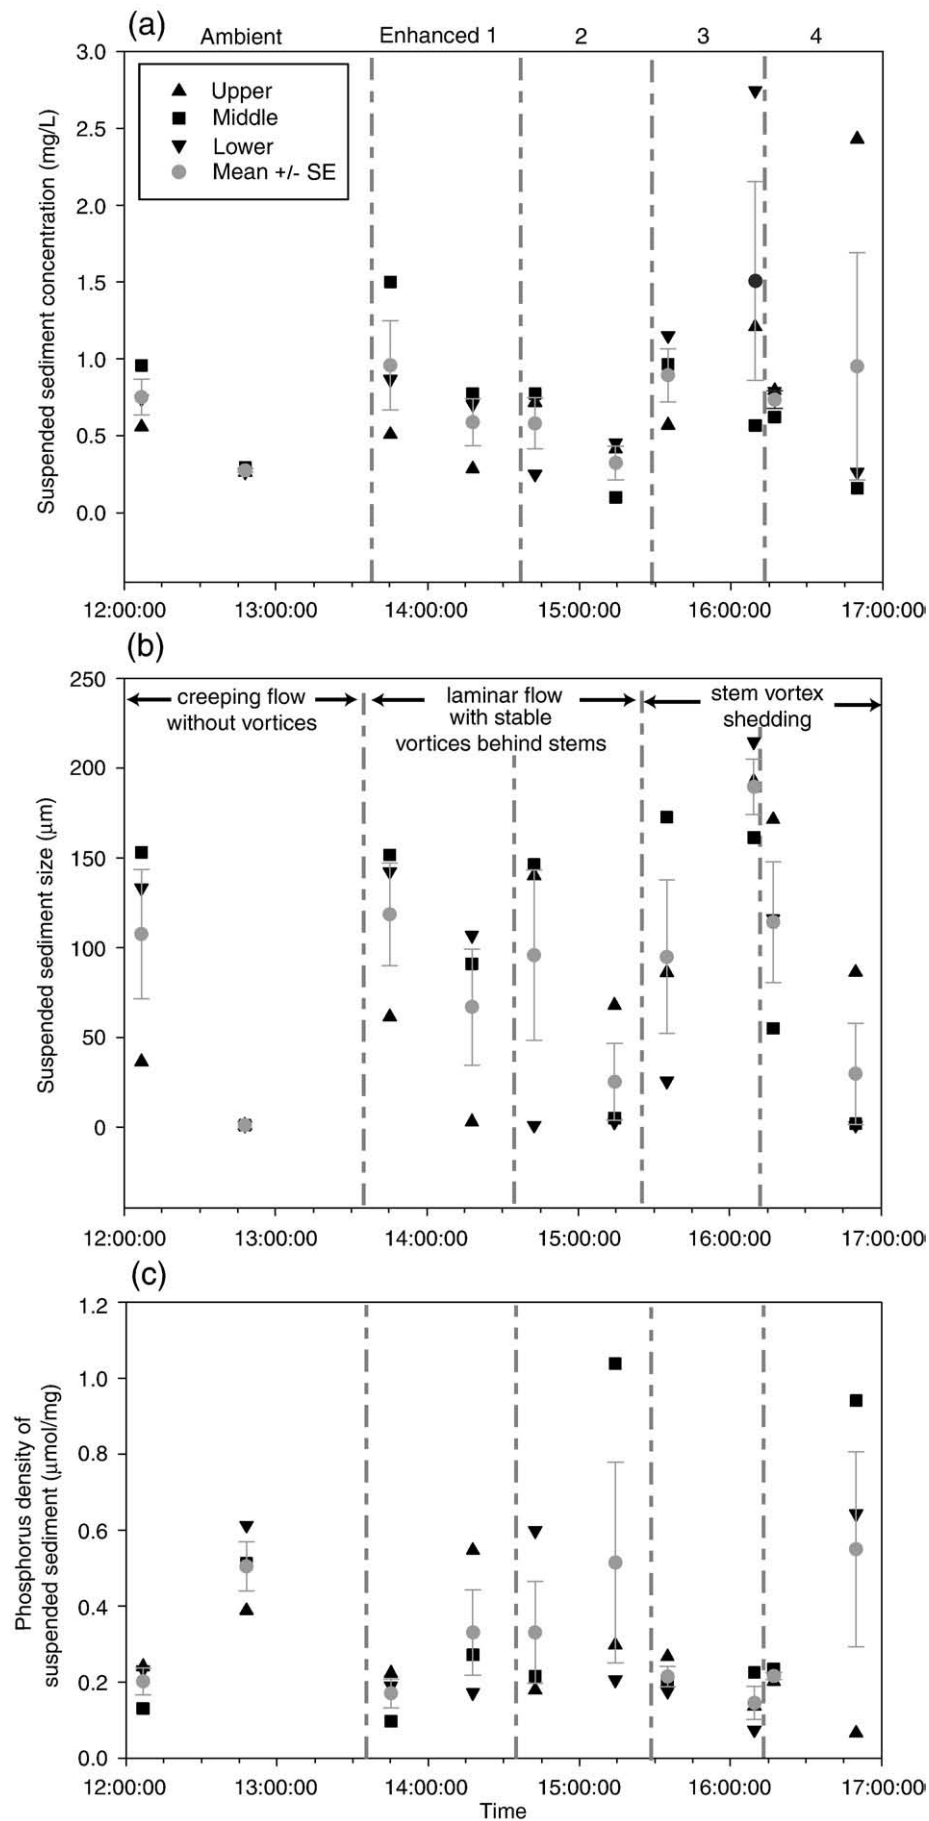 (a)
Ambient Enhanced 1 2 3 4
3.0
2.5
2.0
1.5
1.0
0.5
0.0
Suspended sediment concentration (mg/L)
Upper
Middle
Lower
Mean +/- SE
12:00:00 13:00:00 14:00:00 15:00:00 16:00:00 17:00:00
(b)
250
200
150
100
50
0
Suspended sediment size (μm)
creeping flow
without vortices
laminar flow
with stable
vortices behind stems
stem vortex
shedding
12:00:00 13:00:00 14:00:00 15:00:00 16:00:00 17:00:00
(c)
1.2
1.0
0.8
0.6
0.4
0.2
0.0
Phosphorus density of
suspended sediment (μmol/mg)
12:00:00 13:00:00 14:00:00 15:00:00 16:00:00 17:00:00
Time